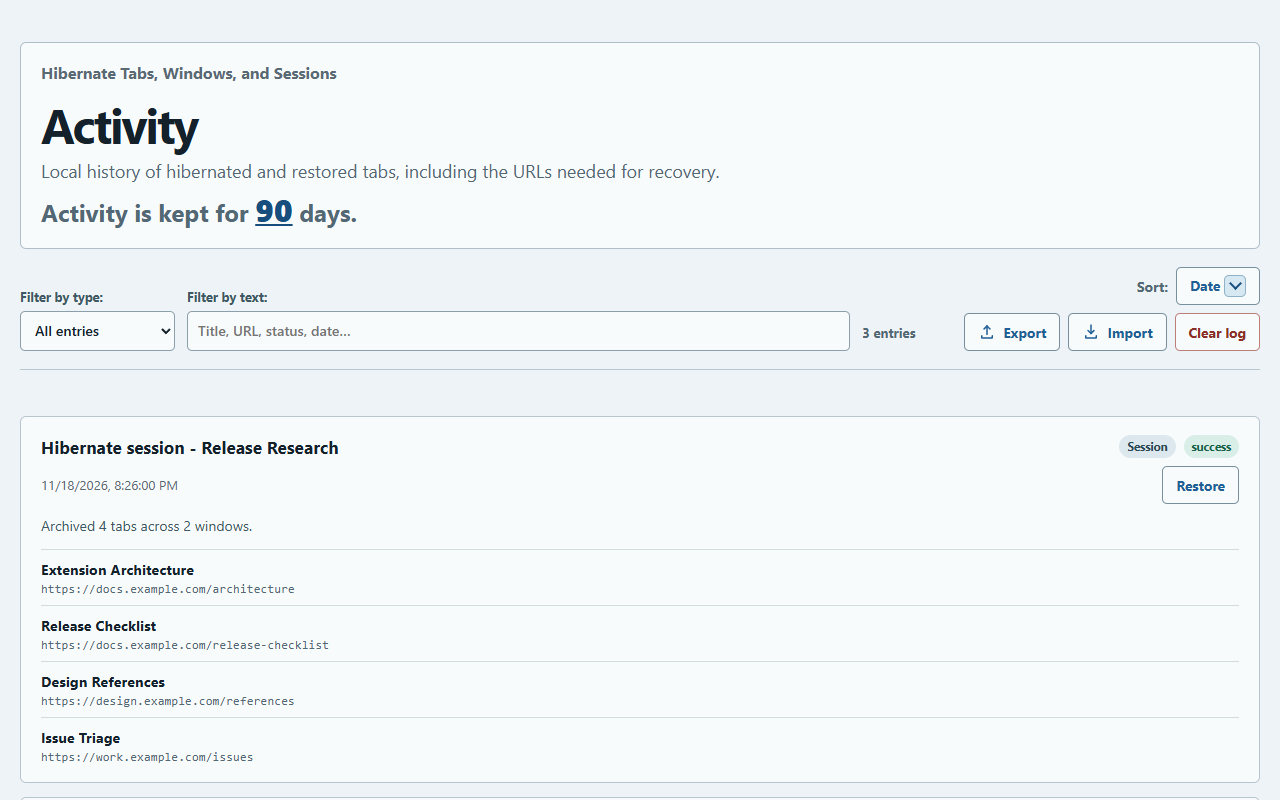 Hibernate Tabs, Windows, and Sessions
Activity
Local history of hibernated and restored tabs, including the URLs needed for recovery.
Activity is kept for 90 days.
Sort: Date
Filter by type:
Filter by text:
All entries
Title, URL, status, date...
3 entries
Export
Import
Clear log
Hibernate session - Release Research
Session
success
11/18/2026, 8:26:00 PM
Restore
Archived 4 tabs across 2 windows.
Extension Architecture
https://docs.example.com/architecture
Release Checklist
https://docs.example.com/release-checklist
Design References
https://design.example.com/references
Issue Triage
https://work.example.com/issues